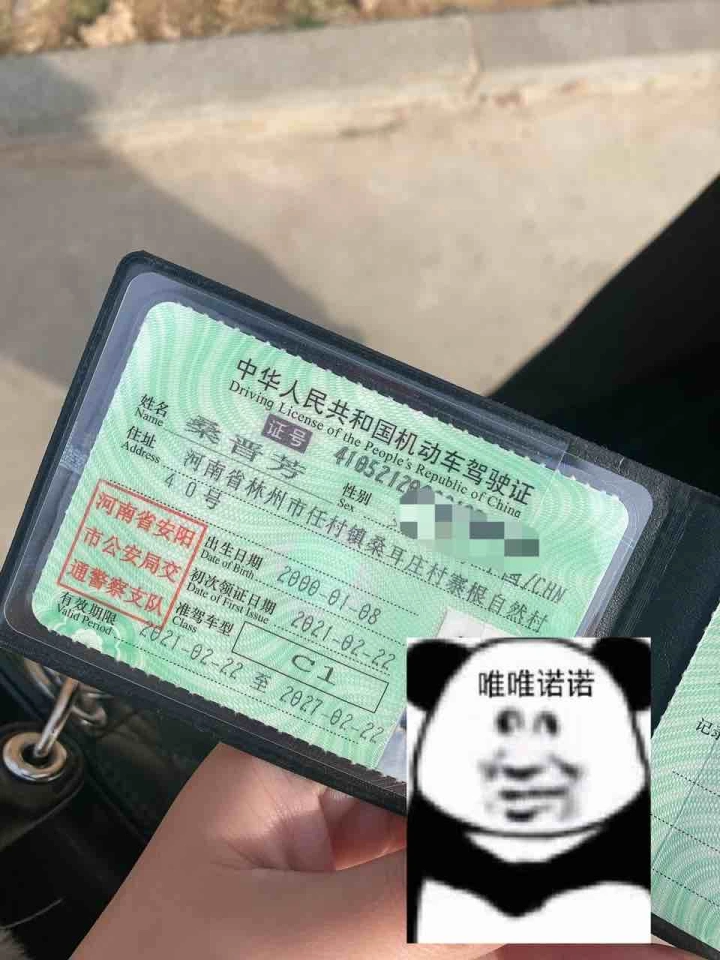 中华人民共和国机动车驾驶证
Driving License of the People's Republic of China
证号
41052120
姓名
Name
桑晋芳
性别
Sex
国/CHN
住址
Address
河南省林州市任村镇桑耳庄村寨根自然村
40号
河南省安阳
市公安局交
通警察支队
出生日期
Date of Birth
2000-01-08
初次领证日期
Date of First Issue
2021-02-22
准驾车型
Class
C1
有效期限
Valid Period
2021-02-22 至 2027-02-22
唯唯诺诺
记录